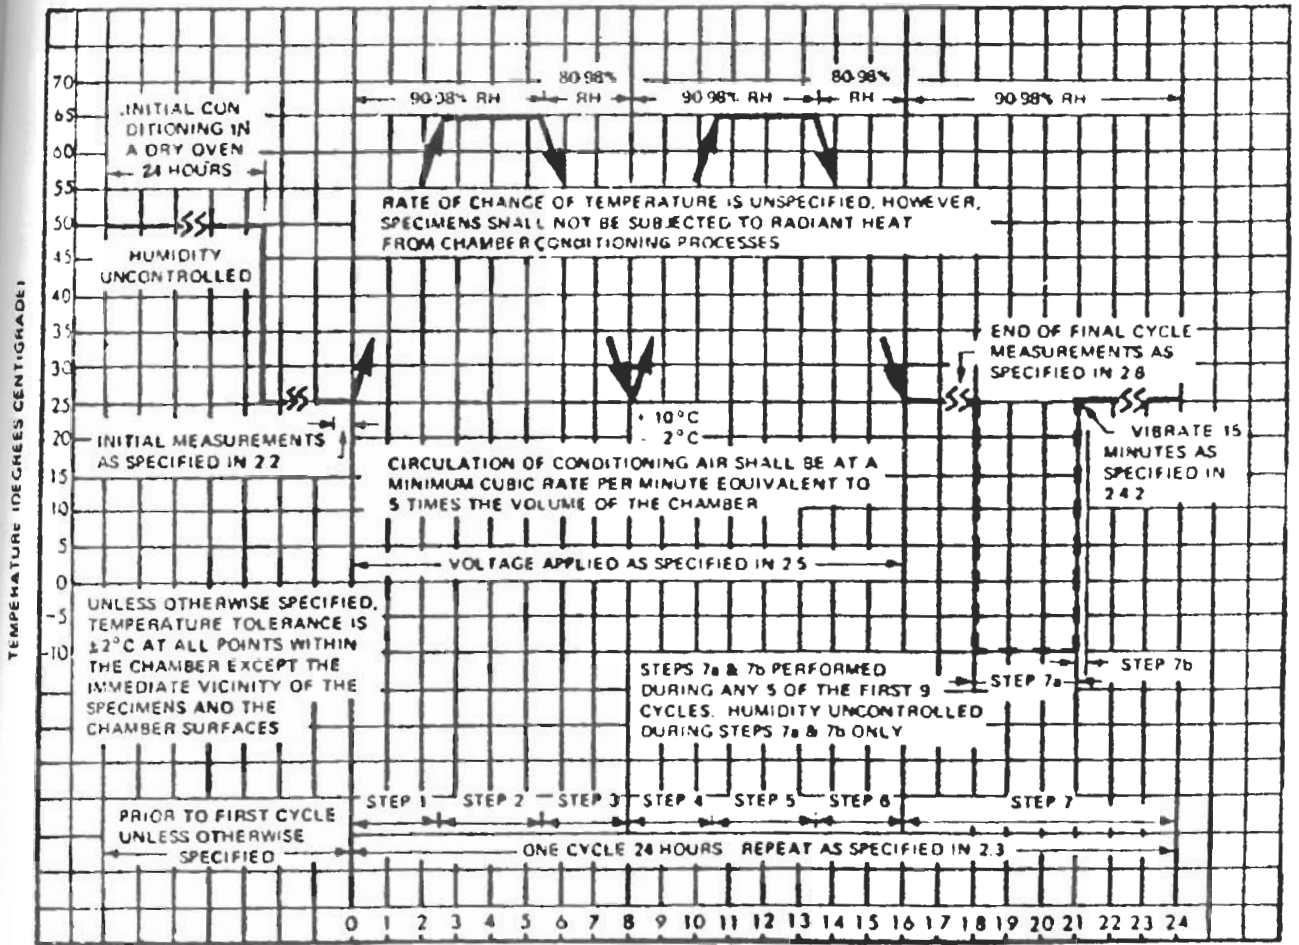 TEMPERATURE (DEGREES CENTIGRADE)
70
65
60
55
50
45
40
35
30
25
20
15
10
5
0
-5
-10
INITIAL CON
DITIONING IN
A DRY OVEN
24 HOURS
HUMIDITY
UNCONTROLLED
90-98% RH
80-98%
RH
90-98% RH
80-98%
RH
90-98% RH
RATE OF CHANGE OF TEMPERATURE IS UNSPECIFIED, HOWEVER,
SPECIMENS SHALL NOT BE SUBJECTED TO RADIANT HEAT
FROM CHAMBER CONDITIONING PROCESSES
END OF FINAL CYCLE
MEASUREMENTS AS
SPECIFIED IN 2.6
INITIAL MEASUREMENTS
AS SPECIFIED IN 2.2
+ 10°C
- 2°C
CIRCULATION OF CONDITIONING AIR SHALL BE AT A
MINIMUM CUBIC RATE PER MINUTE EQUIVALENT TO
5 TIMES THE VOLUME OF THE CHAMBER
VIBRATE 15
MINUTES AS
SPECIFIED IN
2.4.2
VOLTAGE APPLIED AS SPECIFIED IN 2.5
UNLESS OTHERWISE SPECIFIED,
TEMPERATURE TOLERANCE IS
±2°C AT ALL POINTS WITHIN
THE CHAMBER EXCEPT THE
IMMEDIATE VICINITY OF THE
SPECIMENS AND THE
CHAMBER SURFACES
STEPS 7a & 7b PERFORMED
DURING ANY 5 OF THE FIRST 9
CYCLES. HUMIDITY UNCONTROLLED
DURING STEPS 7a & 7b ONLY
STEP 7a
STEP 7b
PRIOR TO FIRST CYCLE
UNLESS OTHERWISE
SPECIFIED
STEP 1 STEP 2 STEP 3 STEP 4 STEP 5 STEP 6 STEP 7
ONE CYCLE 24 HOURS REPEAT AS SPECIFIED IN 2.3
0 1 2 3 4 5 6 7 8 9 10 11 12 13 14 15 16 17 18 19 20 21 22 23 24